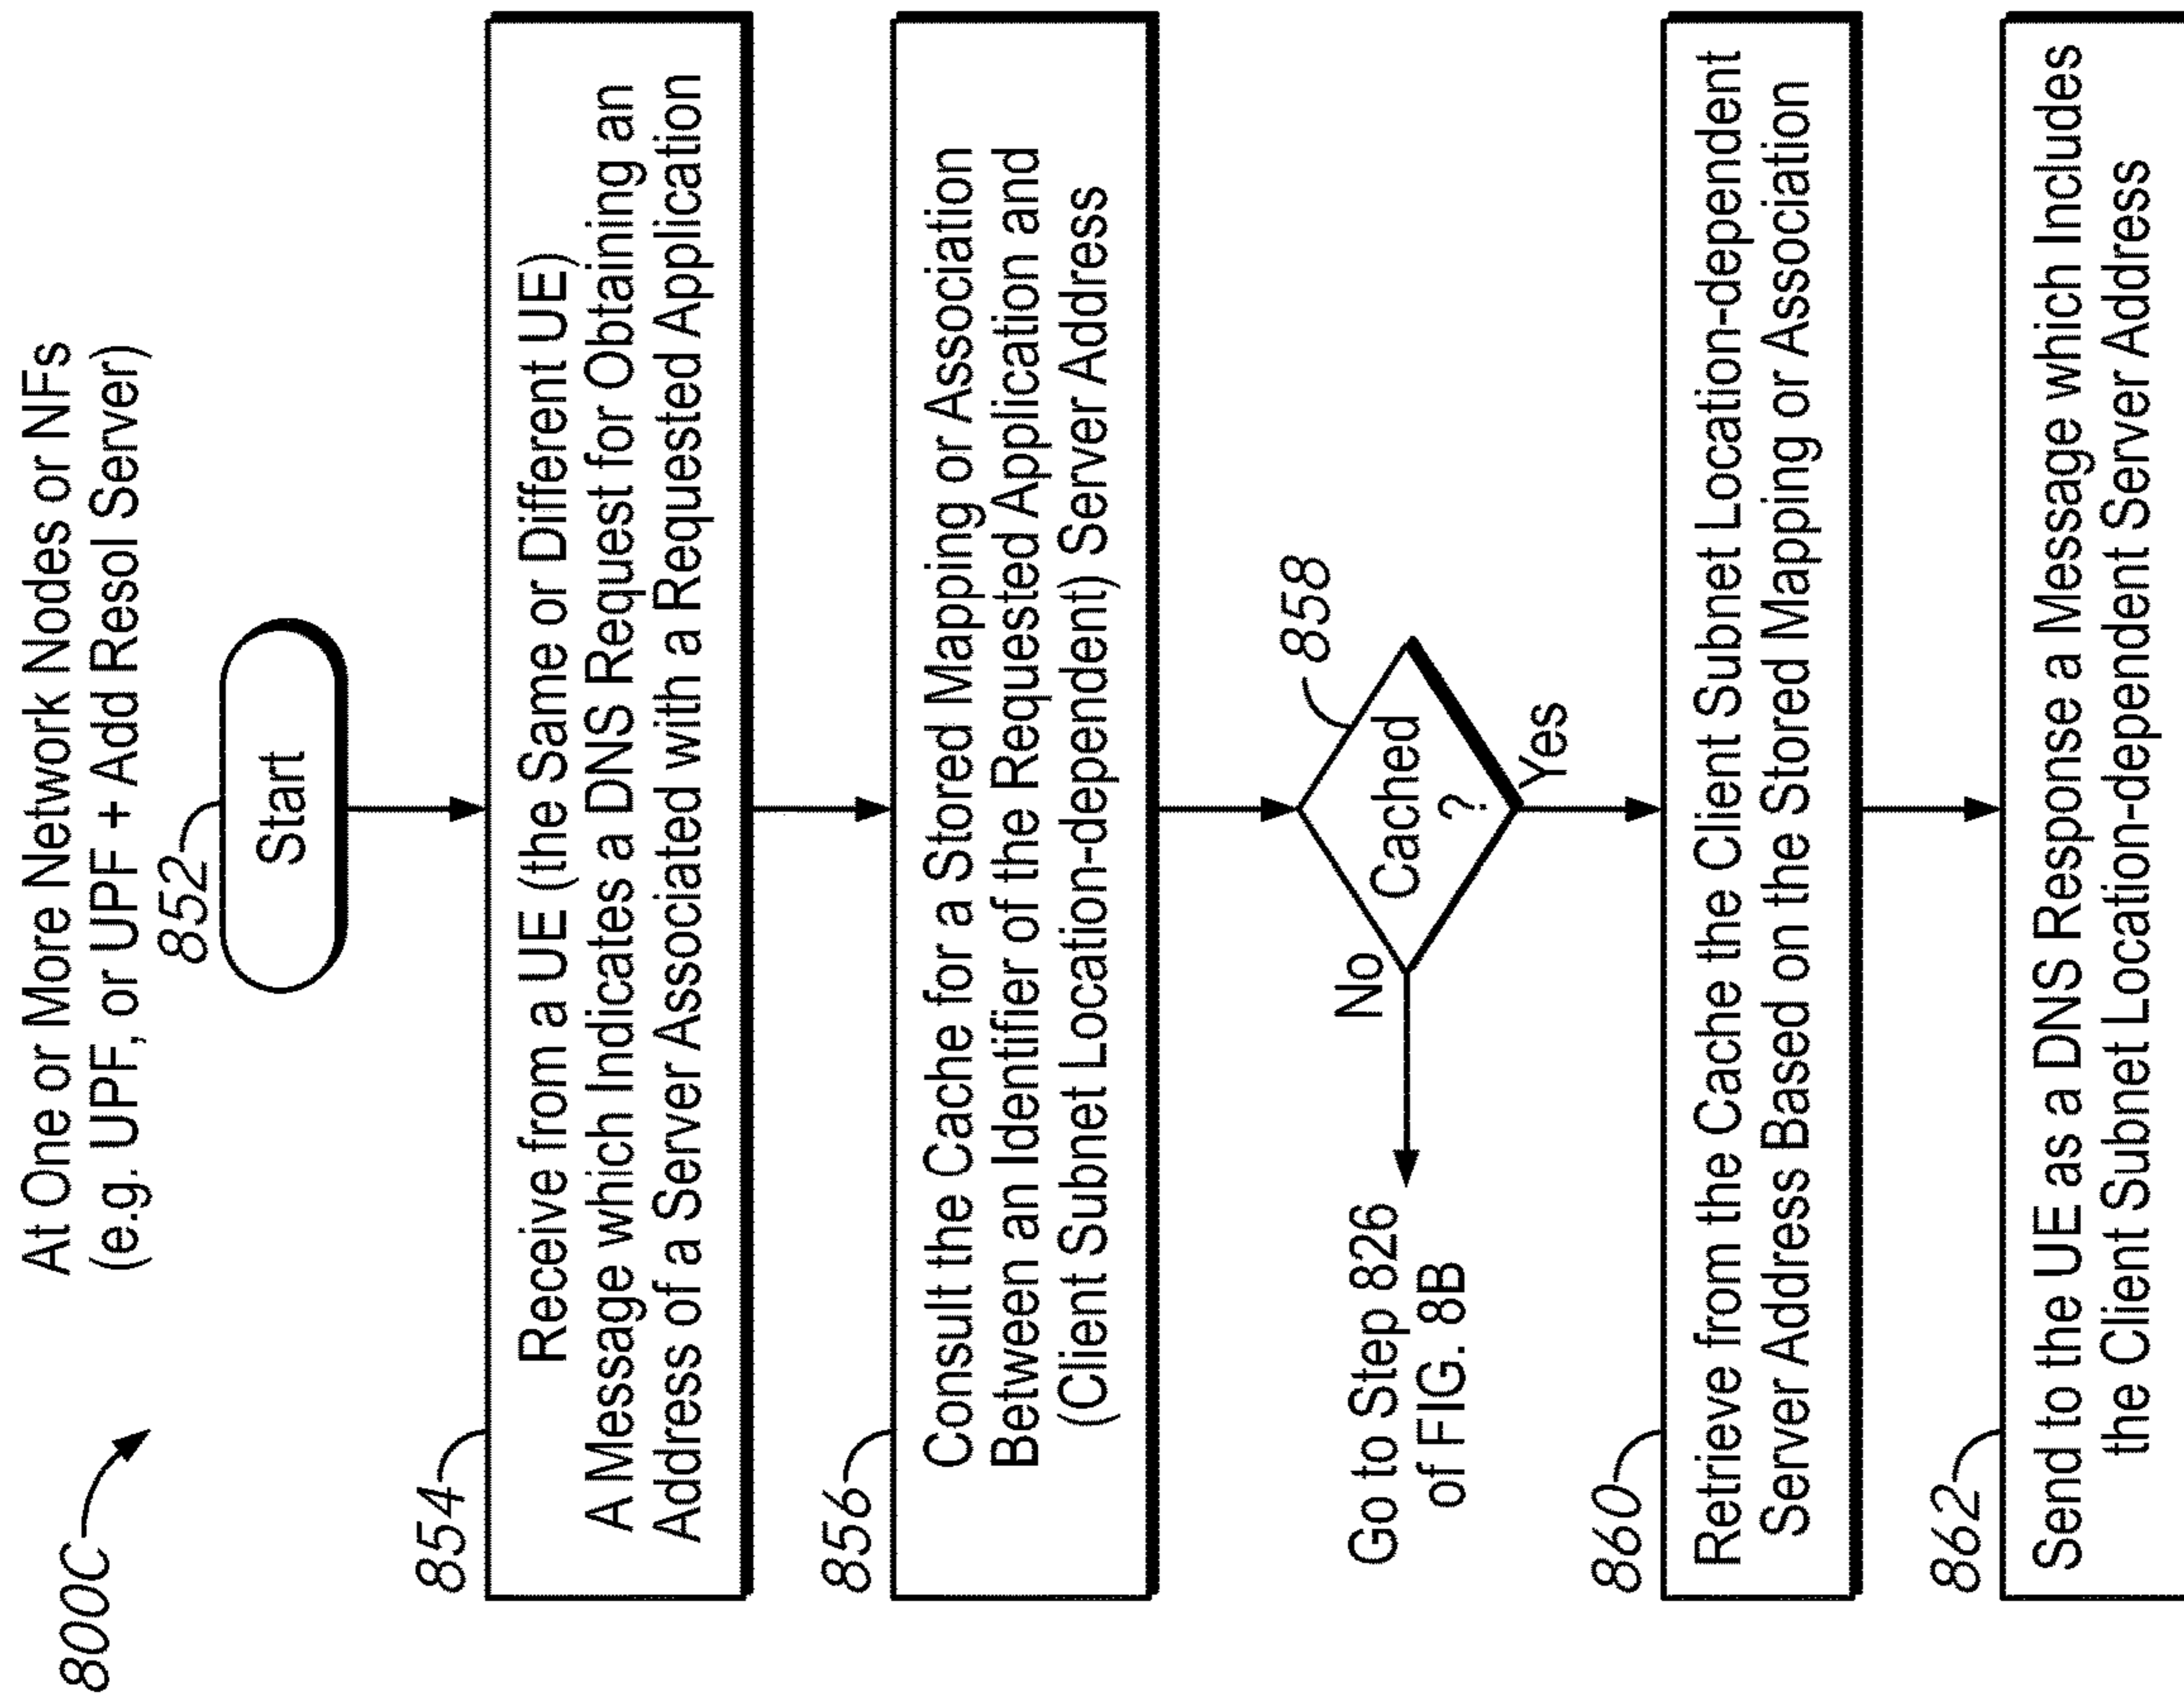 800C
At One or More Network Nodes or NFs
(e.g. UPF, or UPF + Add Resol Server)
852
Start
854
Receive from a UE (the Same or Different UE)
A Message which Indicates a DNS Request for Obtaining an
Address of a Server Associated with a Requested Application
856
Consult the Cache for a Stored Mapping or Association
Between an Identifier of the Requested Application and
(Client Subnet Location-dependent) Server Address
858
Cached
?
No
Go to Step 826
of FIG. 8B
Yes
860
Retrieve from the Cache the Client Subnet Location-dependent
Server Address Based on the Stored Mapping or Association
862
Send to the UE as a DNS Response a Message which Includes
the Client Subnet Location-dependent Server Address